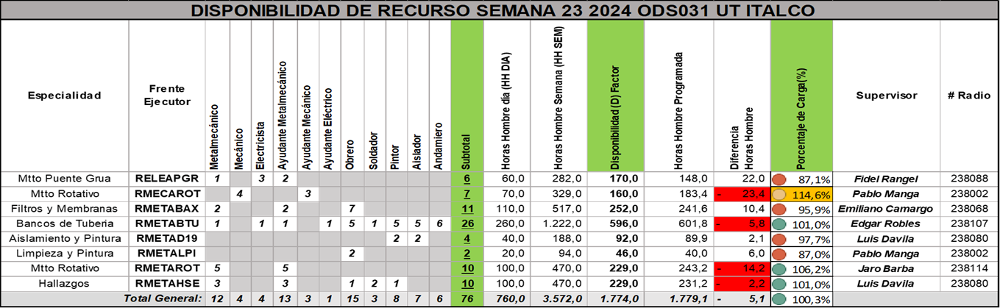 DISPONIBILIDAD DE RECURSO SEMANA 23 2024 ODS031 UT ITALCO
Especialidad Frente Ejecutor Metalmecánico Mecánico Electricista Ayudante Metalmecánico Ayudante Mecánico Ayudante Eléctrico Obrero Soldador Pintor Aislador Andamiero Subtotal Horas Hombre día (HH DIA) Horas Hombre Semana (HH SEM) Disponibilidad (D) Factor Horas Hombre Programada Diferencia Horas Hombre Porcentaje de Carga(%) Supervisor # Radio
Mtto Puente Grua RELEAPGR 1 3 2 6 60,0 282,0 170,0 148,0 22,0 87,1% Fidel Rangel 238088
Mtto Rotativo RMECAROT 4 3 7 70,0 329,0 160,0 183,4 - 23,4 114,6% Pablo Manga 238002
Filtros y Membranas RMETABAX 2 2 7 11 110,0 517,0 252,0 241,6 10,4 95,9% Emiliano Camargo 238068
Bancos de Tuberia RMETABTU 1 1 1 1 5 1 5 5 6 26 260,0 1.222,0 596,0 601,8 - 5,8 101,0% Edgar Robles 238107
Aislamiento y Pintura RMETAD19 2 2 4 40,0 188,0 92,0 89,9 2,1 97,7% Luis Davila 238080
Limpieza y Pintura RMETALPI 2 2 20,0 94,0 46,0 40,0 6,0 87,0% Pablo Manga 238002
Mtto Rotativo RMETAROT 5 5 10 100,0 470,0 229,0 243,2 - 14,2 106,2% Jaro Barba 238114
Hallazgos RMETAHSE 3 3 1 2 1 10 100,0 470,0 229,0 231,2 - 2,2 101,0% Luis Davila 238080
Total General: 12 4 4 13 3 1 15 3 8 7 6 76 760,0 3.572,0 1.774,0 1.779,1 - 5,1 100,3%